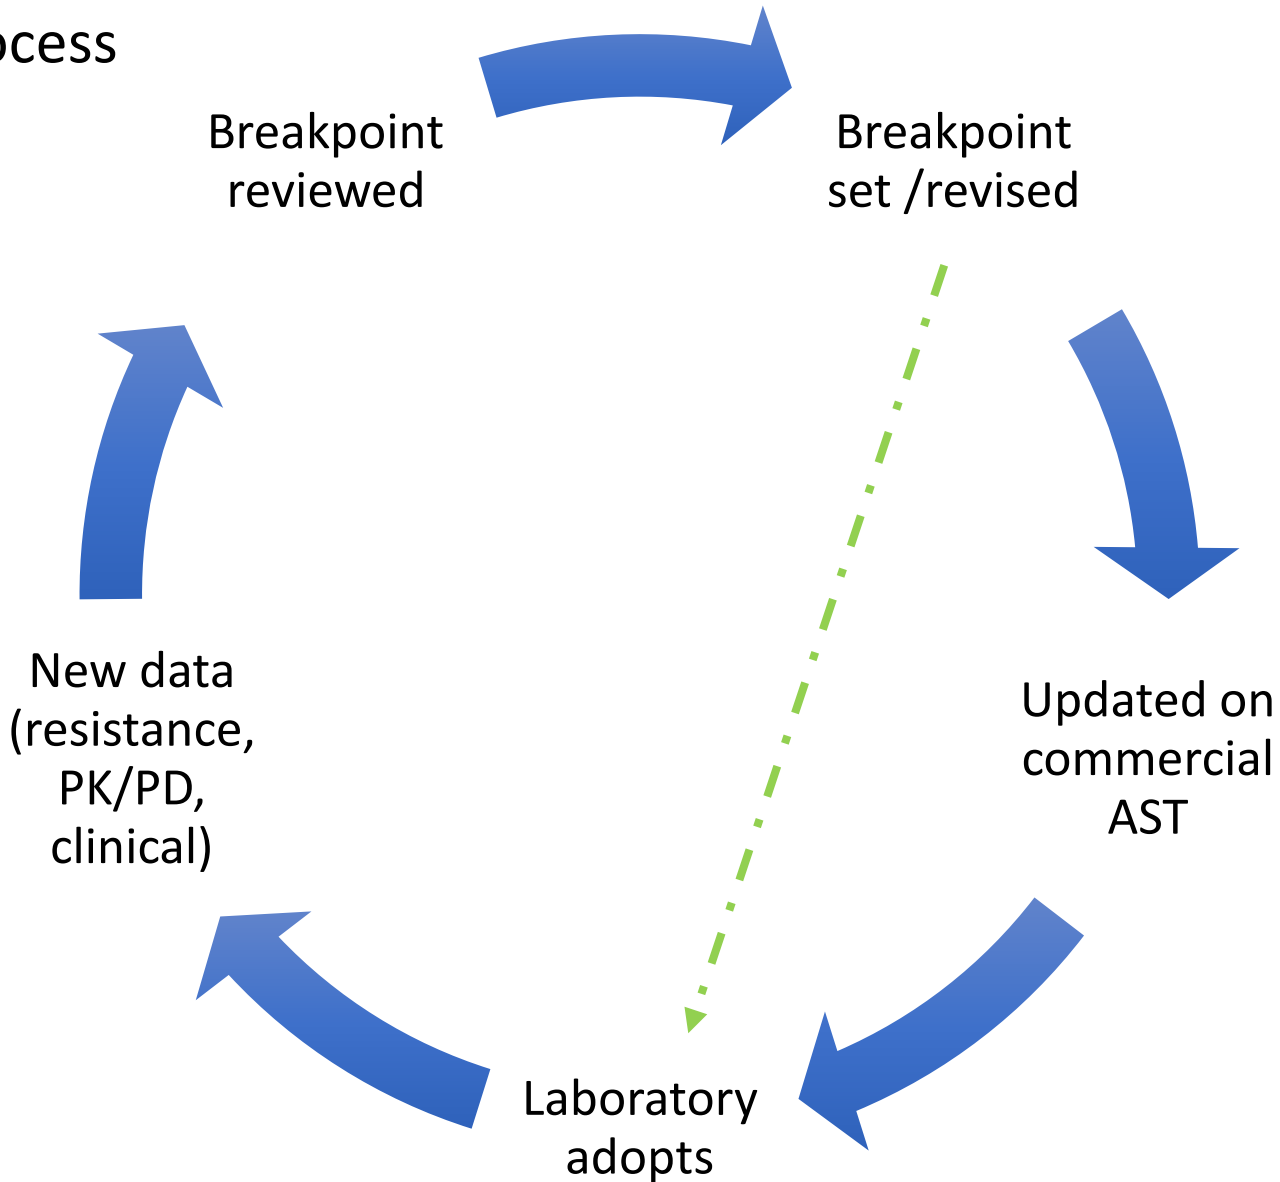 ocess
Breakpoint
reviewed
Breakpoint
set /revised
New data
(resistance,
PK/PD,
clinical)
Updated on
commercial
AST
Laboratory
adopts